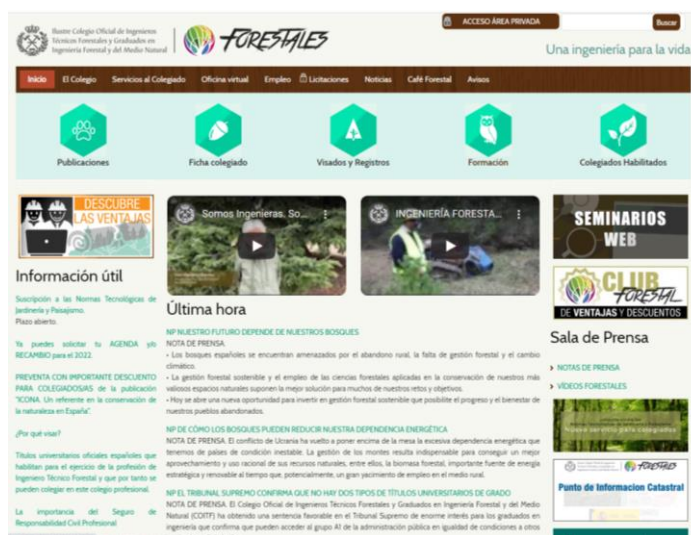 Ilustre Colegio Oficial de Ingenieros
Técnicos Forestales y Graduados en
Ingeniería Forestal y del Medio Natural
FORESTALES
ACCESO ÁREA PRIVADA
Buscar
Una ingeniería para la vida
Inicio El Colegio Servicios al Colegiado Oficina virtual Empleo Licitaciones Noticias Café Forestal Avisos
Publicaciones Ficha colegiado Visados y Registros Formación Colegiados Habilitados
DESCUBRE
LAS VENTAJAS
Somos Ingenieras. So...
INGENIERÍA FORESTA...
SEMINARIOS
WEB
CLUB
FORESTAL
DE VENTAJAS Y DESCUENTOS
Información útil
Suscripción a las Normas Tecnológicas de
Jardinería y Paisajismo.
Plazo abierto.
Ya puedes solicitar tu AGENDA y/o
RECAMBIO para el 2022
PREVENTA CON IMPORTANTE DESCUENTO
PARA COLEGIADOS/AS de la publicación
"ICONA. Un referente en la conservación de
la naturaleza en España".
¿Por qué visar?
Títulos universitarios oficiales españoles que
habilitan para el ejercicio de la profesión de
Ingeniero Técnico Forestal y que por tanto se
pueden colegiar en este colegio profesional.
La importancia del Seguro de
Responsabilidad Civil Profesional
Última hora
NP NUESTRO FUTURO DEPENDE DE NUESTROS BOSQUES
NOTA DE PRENSA.
• Los bosques españoles se encuentran amenazados por el abandono rural, la falta de gestión forestal y el cambio
climático.
• La gestión forestal sostenible y el empleo de las ciencias forestales aplicadas en la conservación de nuestros más
valiosos espacios naturales suponen la mejor solución para muchos de nuestros retos y objetivos.
• Hoy se abre una nueva oportunidad para invertir en gestión forestal sostenible que posibilite el progreso y el bienestar de
nuestros pueblos abandonados.
NP DE CÓMO LOS BOSQUES PUEDEN REDUCIR NUESTRA DEPENDENCIA ENERGÉTICA
NOTA DE PRENSA. El conflicto de Ucrania ha vuelto a poner encima de la mesa la excesiva dependencia energética que
tenemos de países de condición inestable. La gestión de los montes resulta indispensable para conseguir un mejor
aprovechamiento y uso racional de sus recursos naturales, entre ellos, la biomasa forestal, importante fuente de energía
estratégica y renovable al tiempo que, potencialmente, un gran yacimiento de empleo en el medio rural.
NP EL TRIBUNAL SUPREMO CONFIRMA QUE NO HAY DOS TIPOS DE TÍTULOS UNIVERSITARIOS DE GRADO
NOTA DE PRENSA. El Colegio Oficial de Ingenieros Técnicos Forestales y Graduados en Ingeniería Forestal y del Medio
Natural (COITF) ha obtenido una sentencia favorable en el Tribunal Supremo de enorme interés para los graduados en
ingeniería que confirma que pueden acceder al grupo A1 de la administración pública en igualdad de condiciones a otros
Sala de Prensa
NOTAS DE PRENSA
VÍDEOS FORESTALES
Nuevo servicio para colegiados
FORESTALES
Punto de Informacion Catastral